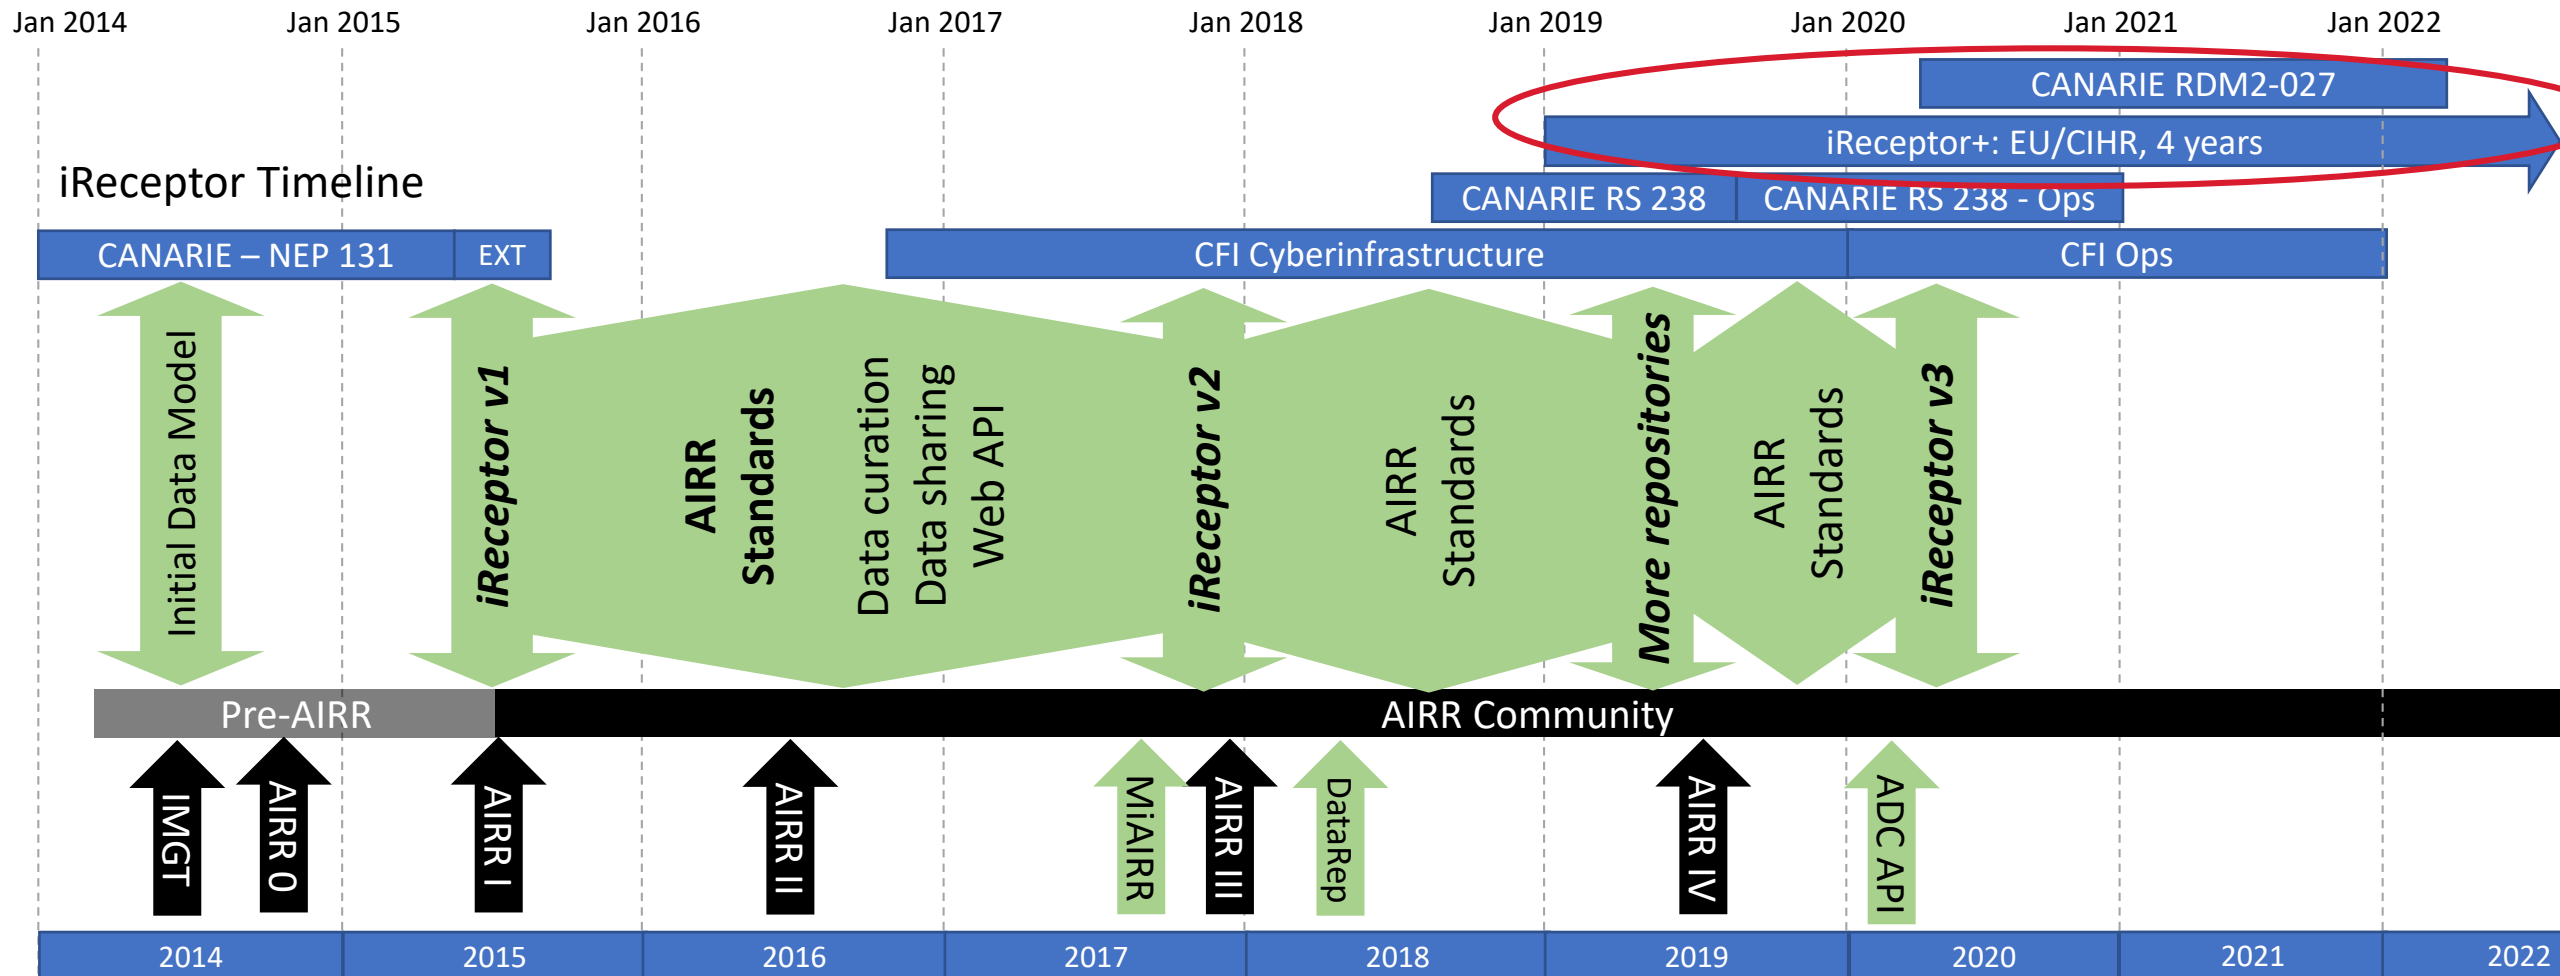 Jan 2014
Jan 2015
Jan 2016
Jan 2017
Jan 2018
Jan 2019
Jan 2020
Jan 2021
Jan 2022
CANARIE RDM2-027
iReceptor+: EU/CIHR, 4 years
iReceptor Timeline
CANARIE RS 238
CANARIE RS 238 - Ops
CANARIE – NEP 131
EXT
CFI Cyberinfrastructure
CFI Ops
Initial Data Model
iReceptor v1
AIRR
Standards
Data curation
Data sharing
Web API
iReceptor v2
AIRR
Standards
More repositories
AIRR
Standards
iReceptor v3
Pre-AIRR
AIRR Community
IMGT
AIRR 0
AIRR I
AIRR II
MiAIRR
AIRR III
DataRep
AIRR IV
ADC API
2014
2015
2016
2017
2018
2019
2020
2021
2022